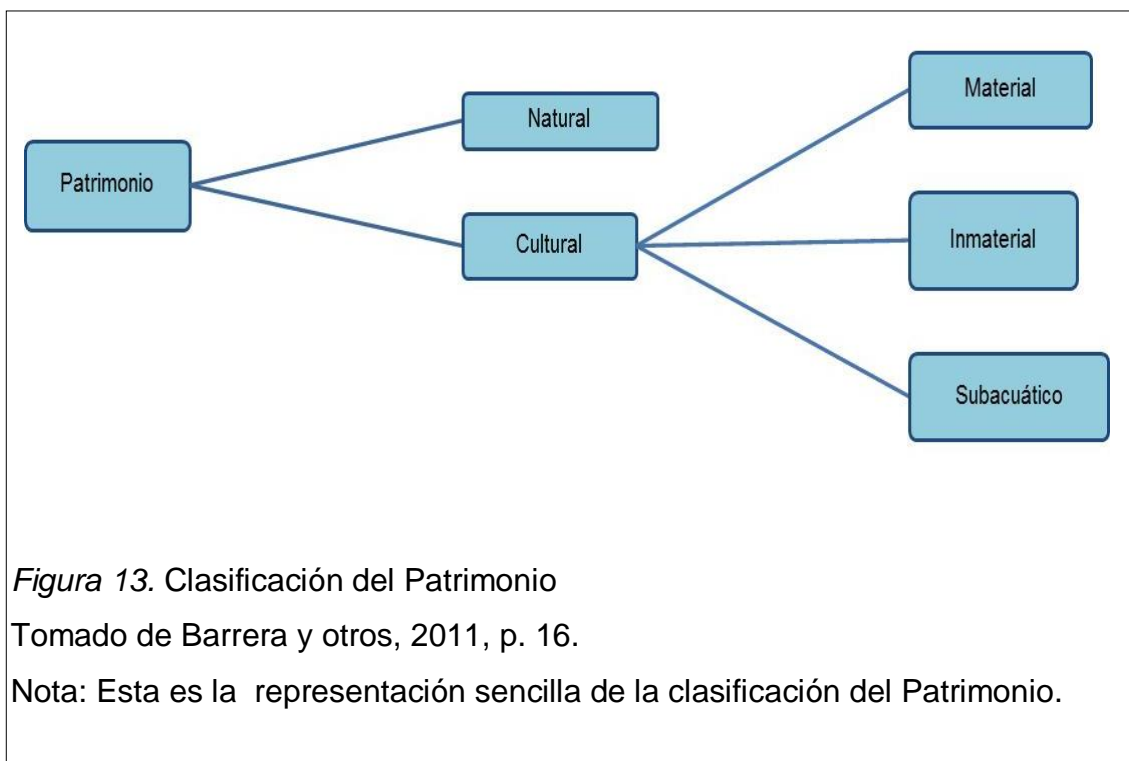 Patrimonio
Natural
Cultural
Material
Inmaterial
Subacuático
Figura 13. Clasificación del Patrimonio
Tomado de Barrera y otros, 2011, p. 16.
Nota: Esta es la representación sencilla de la clasificación del Patrimonio.